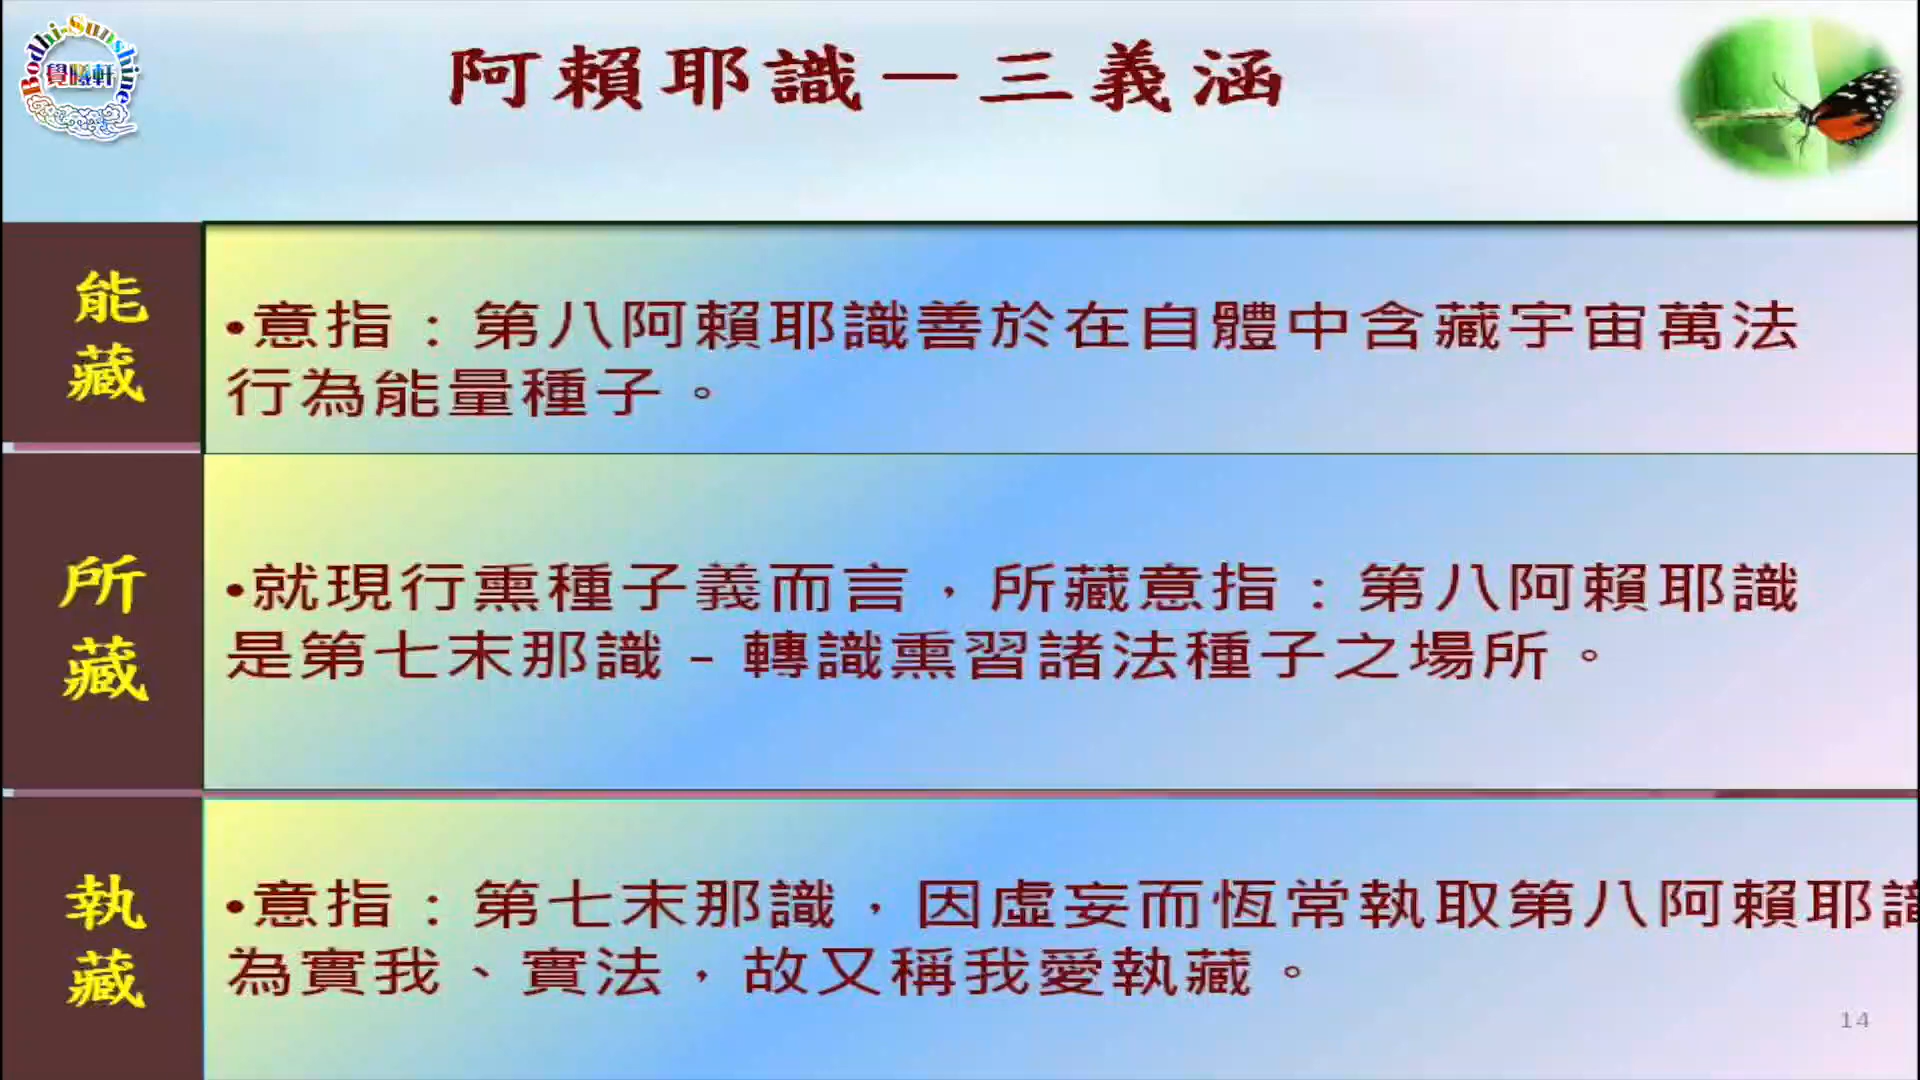 Bodhi-Sunshine
覺曦軒
阿賴耶識—三義涵
能藏
•意指：第八阿賴耶識善於在自體中含藏宇宙萬法
行為能量種子。
所藏
•就現行熏種子義而言，所藏意指：第八阿賴耶識
是第七末那識–轉識熏習諸法種子之場所。
執藏
•意指：第七末那識，因虛妄而恆常執取第八阿賴耶識
為實我、實法，故又稱我愛執藏。
14